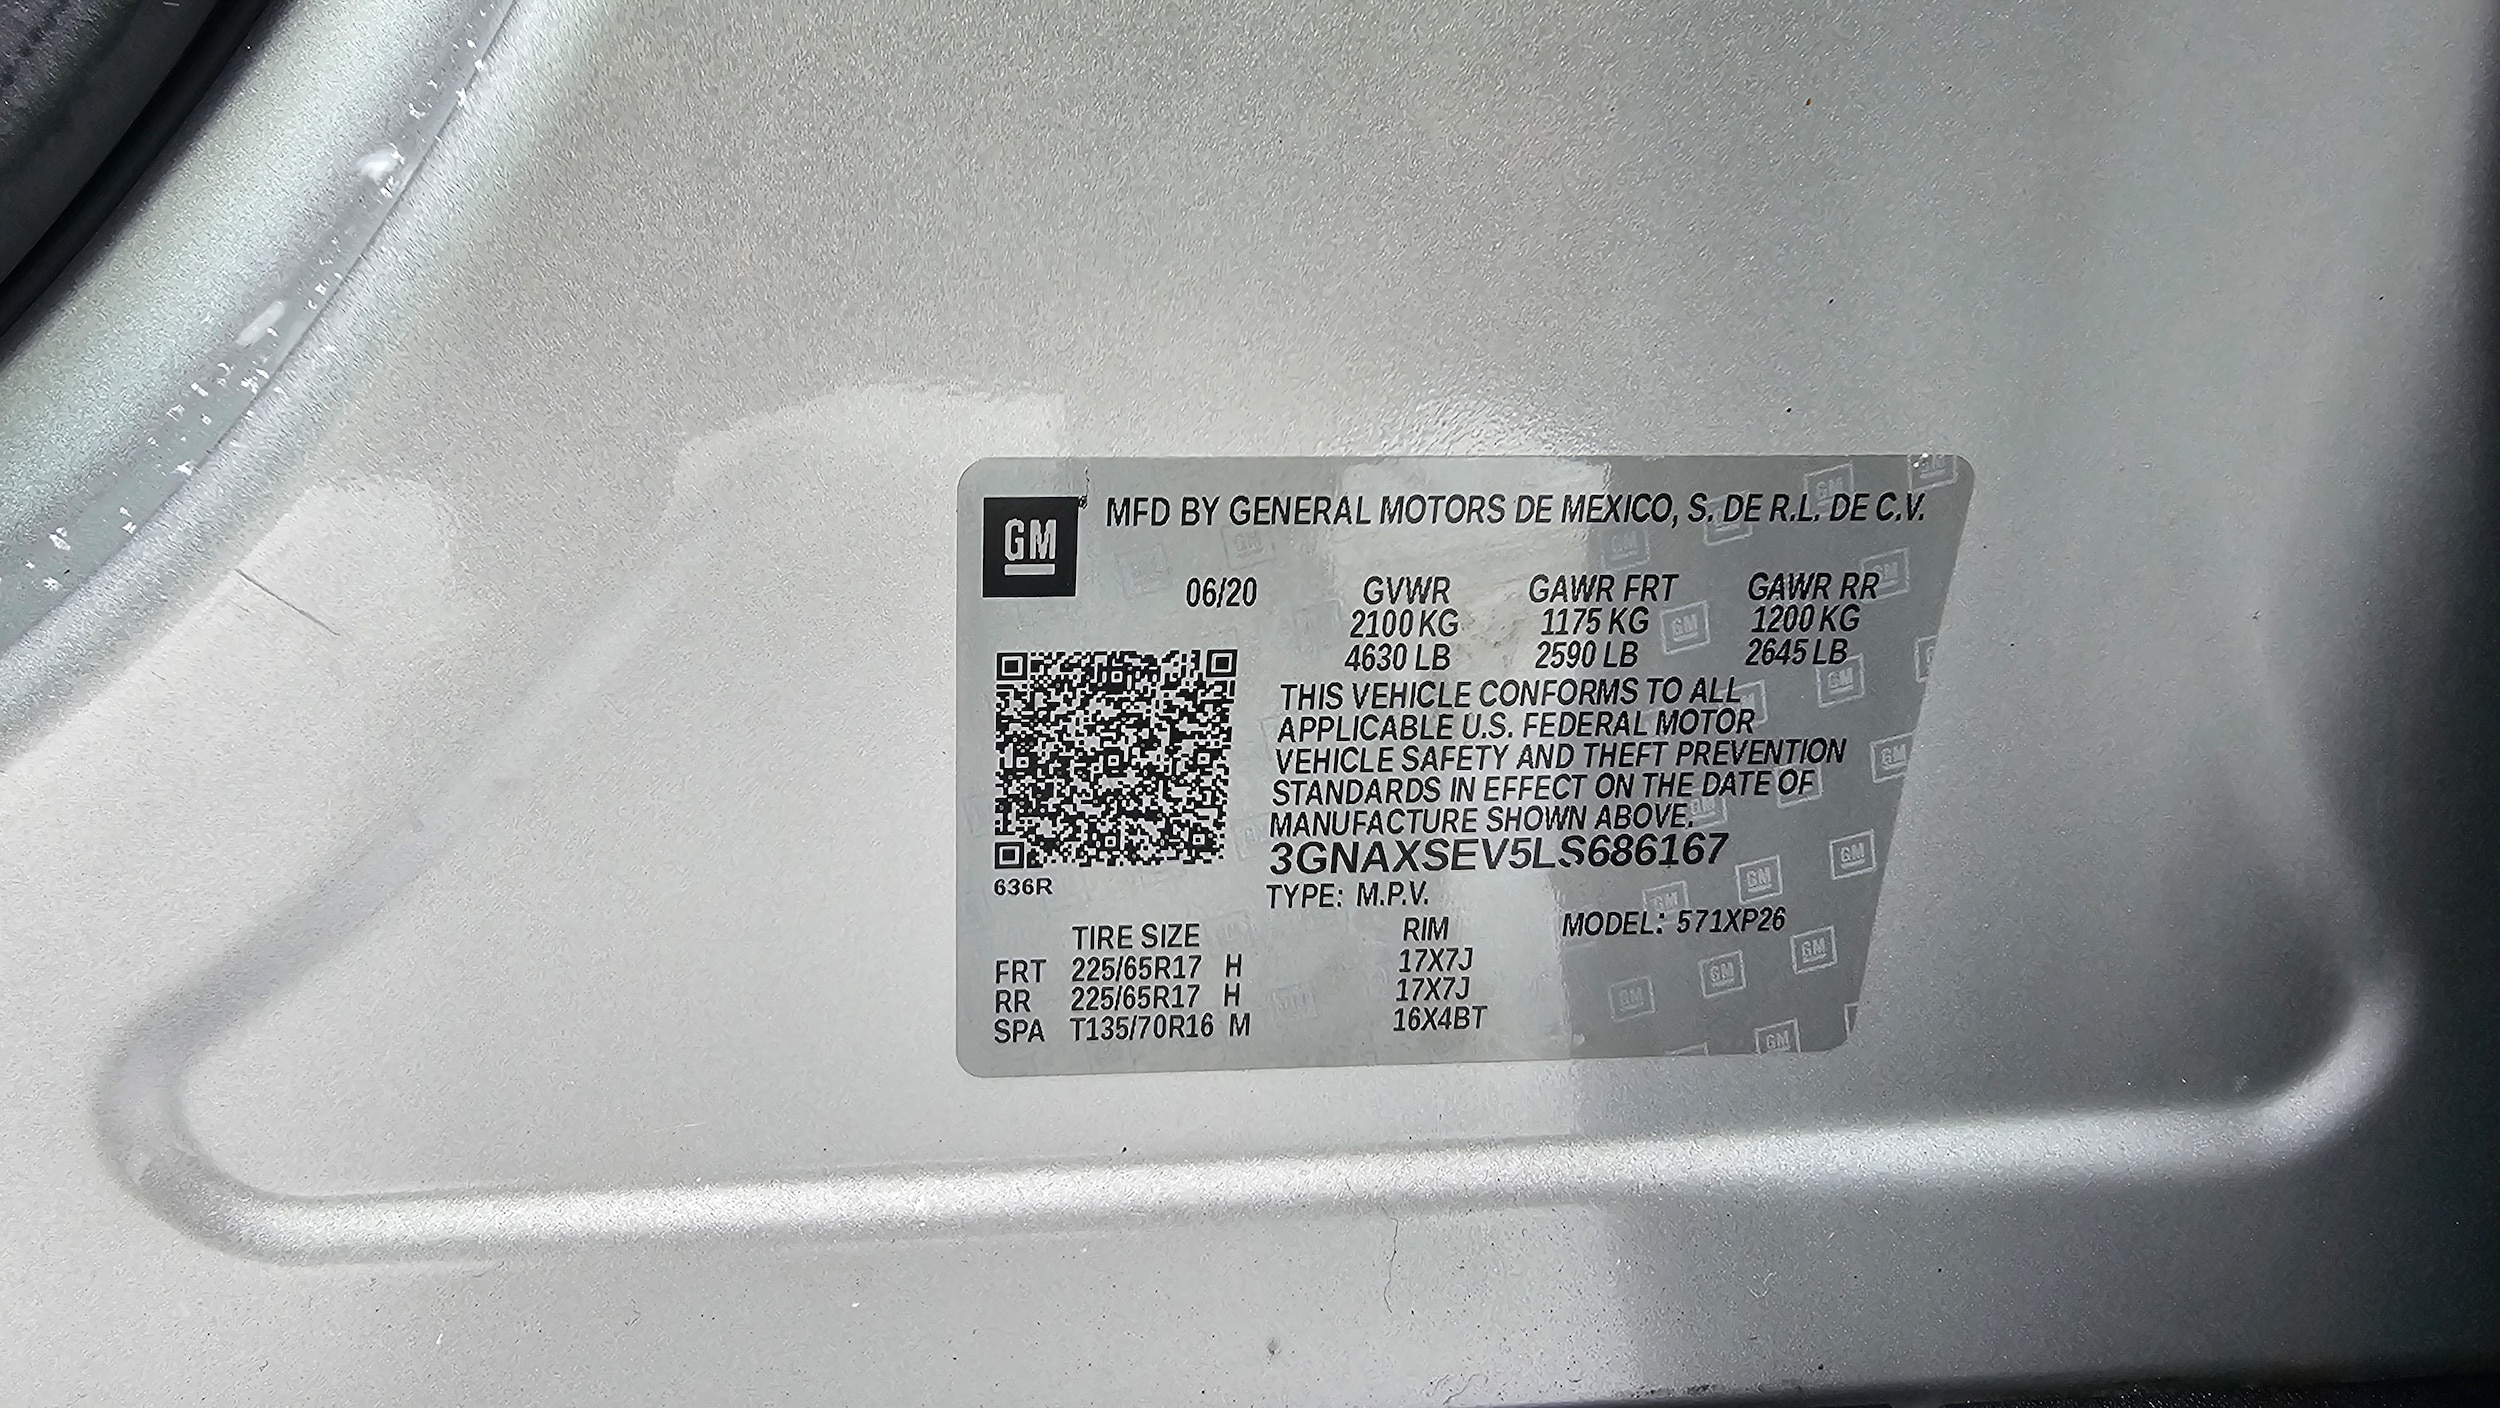 GM MFD BY GENERAL MOTORS DE MEXICO, S. DE R.L. DE C.V.
06/20 GVWR GAWR FRT GAWR RR
2100 KG 1175 KG 1200 KG
4630 LB 2590 LB 2645 LB
THIS VEHICLE CONFORMS TO ALL
APPLICABLE U.S. FEDERAL MOTOR
VEHICLE SAFETY AND THEFT PREVENTION
STANDARDS IN EFFECT ON THE DATE OF
MANUFACTURE SHOWN ABOVE.
3GNAXSEV5LS686167
636R
TYPE: M.P.V.
TIRE SIZE RIM MODEL: 571XP26
FRT 225/65R17 H 17X7J
RR 225/65R17 H 17X7J
SPA T135/70R16 M 16X4BT